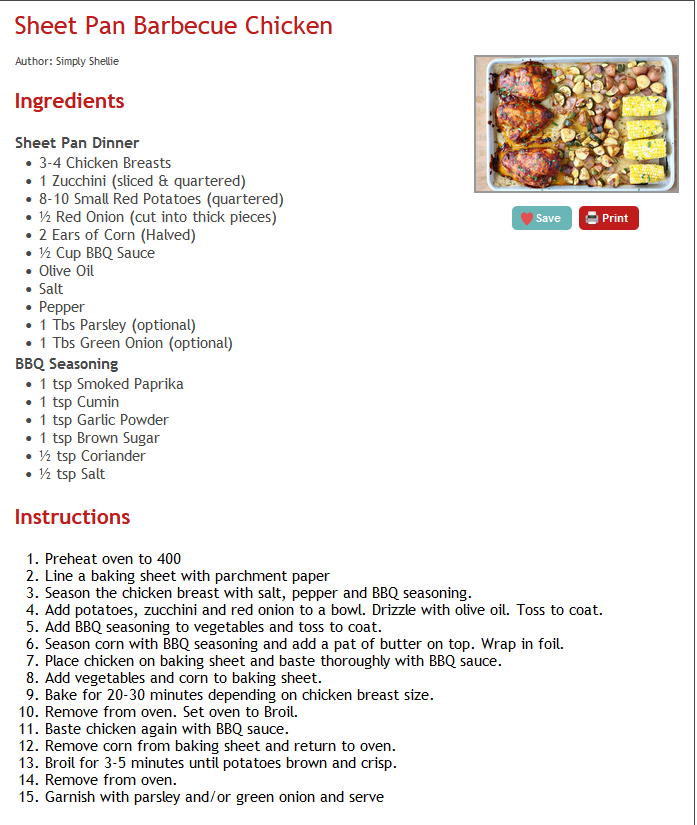 Sheet Pan Barbecue Chicken
Author: Simply Shellie
Save
Print
Ingredients
Sheet Pan Dinner
• 3-4 Chicken Breasts
• 1 Zucchini (sliced & quartered)
• 8-10 Small Red Potatoes (quartered)
• ½ Red Onion (cut into thick pieces)
• 2 Ears of Corn (Halved)
• ½ Cup BBQ Sauce
• Olive Oil
• Salt
• Pepper
• 1 Tbs Parsley (optional)
• 1 Tbs Green Onion (optional)
BBQ Seasoning
• 1 tsp Smoked Paprika
• 1 tsp Cumin
• 1 tsp Garlic Powder
• 1 tsp Brown Sugar
• ½ tsp Coriander
• ½ tsp Salt
Instructions
1. Preheat oven to 400
2. Line a baking sheet with parchment paper
3. Season the chicken breast with salt, pepper and BBQ seasoning.
4. Add potatoes, zucchini and red onion to a bowl. Drizzle with olive oil. Toss to coat.
5. Add BBQ seasoning to vegetables and toss to coat.
6. Season corn with BBQ seasoning and add a pat of butter on top. Wrap in foil.
7. Place chicken on baking sheet and baste thoroughly with BBQ sauce.
8. Add vegetables and corn to baking sheet.
9. Bake for 20-30 minutes depending on chicken breast size.
10. Remove from oven. Set oven to Broil.
11. Baste chicken again with BBQ sauce.
12. Remove corn from baking sheet and return to oven.
13. Broil for 3-5 minutes until potatoes brown and crisp.
14. Remove from oven.
15. Garnish with parsley and/or green onion and serve